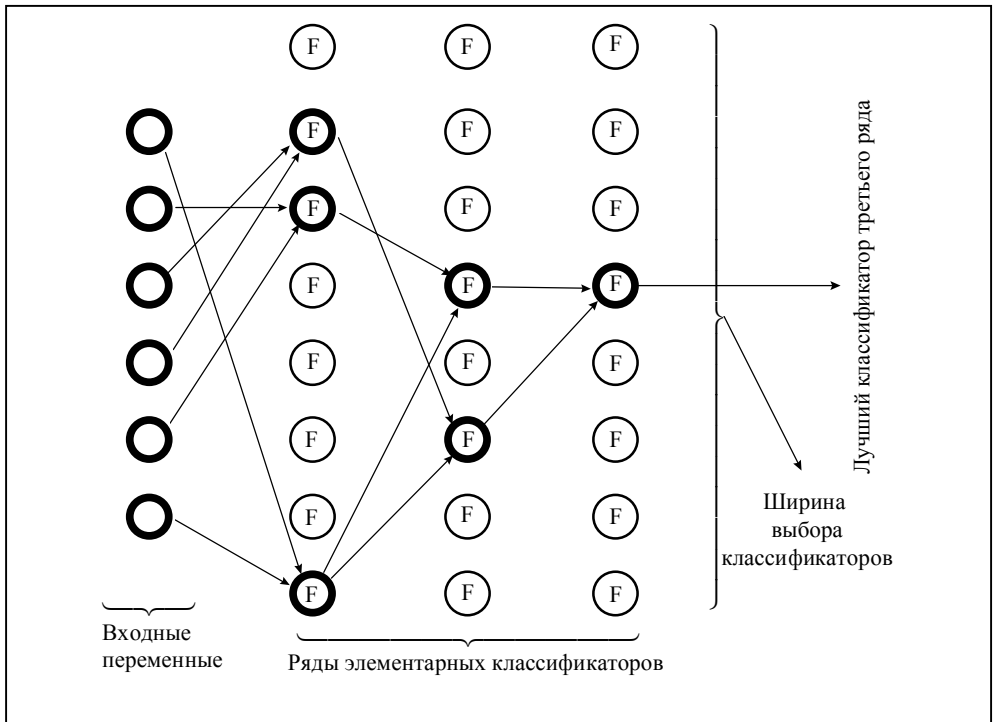 F F F
F F F
F F F
F F F
F F F
F F F
F F F
F F F
Лучший классификатор третьего ряда
Ширина
выбора
классификаторов
Входные
переменные
Ряды элементарных классификаторов